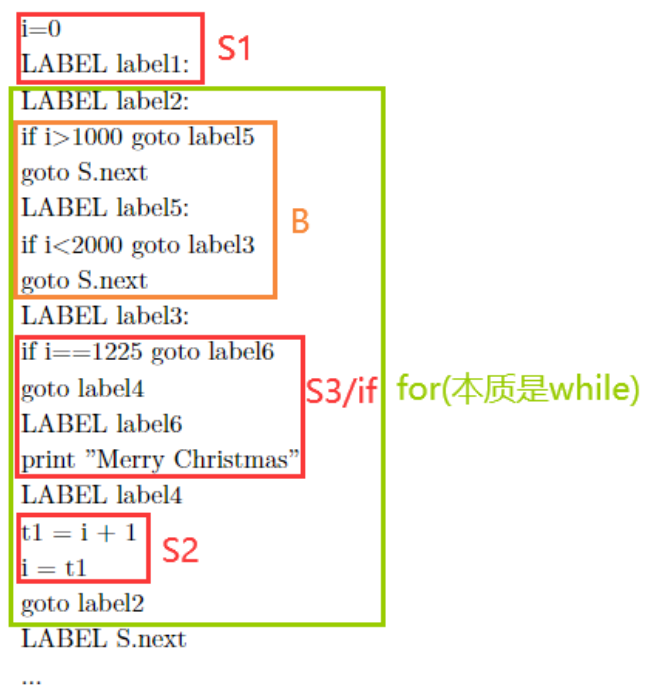 i=0
LABEL label1:
S1
LABEL label2:
if i>1000 goto label5
goto S.next
LABEL label5:
B
if i<2000 goto label3
goto S.next
LABEL label3:
if i==1225 goto label6
goto label4
S3/if
for(本质是while)
LABEL label6
print ”Merry Christmas”
LABEL label4
t1 = i + 1
S2
i = t1
goto label2
LABEL S.next
...